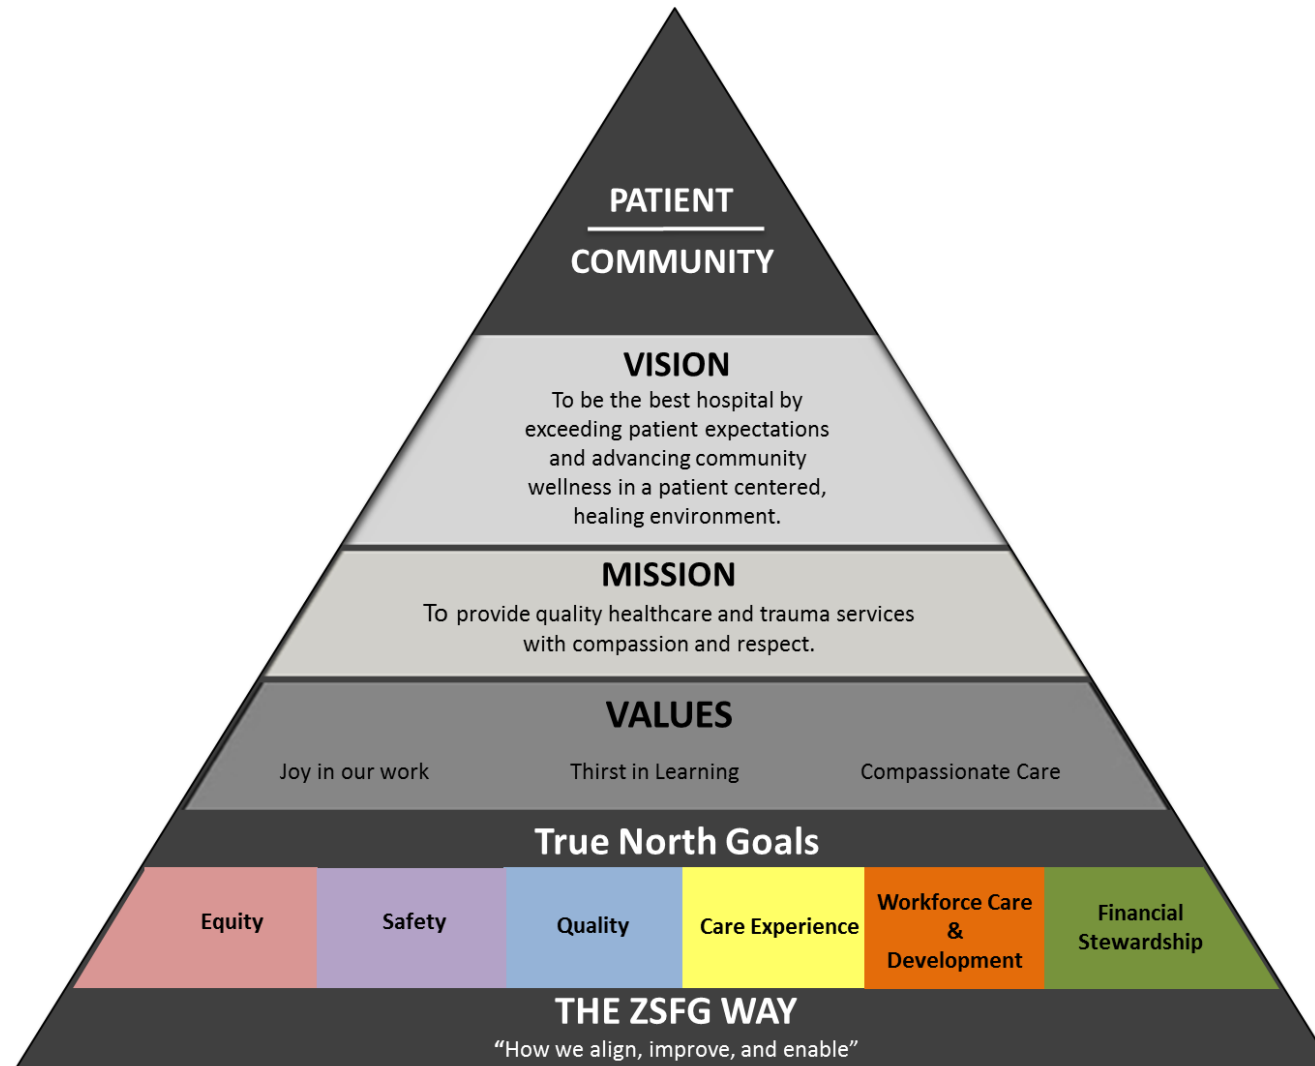 PATIENT
COMMUNITY
VISION
To be the best hospital by
exceeding patient expectations
and advancing community
wellness in a patient centered,
healing environment.
MISSION
To provide quality healthcare and trauma services
with compassion and respect.
VALUES
Joy in our work Thirst in Learning Compassionate Care
True North Goals
Equity
Safety
Quality
Care Experience
Workforce Care
&
Development
Financial
Stewardship
THE ZSFG WAY
“How we align, improve, and enable”